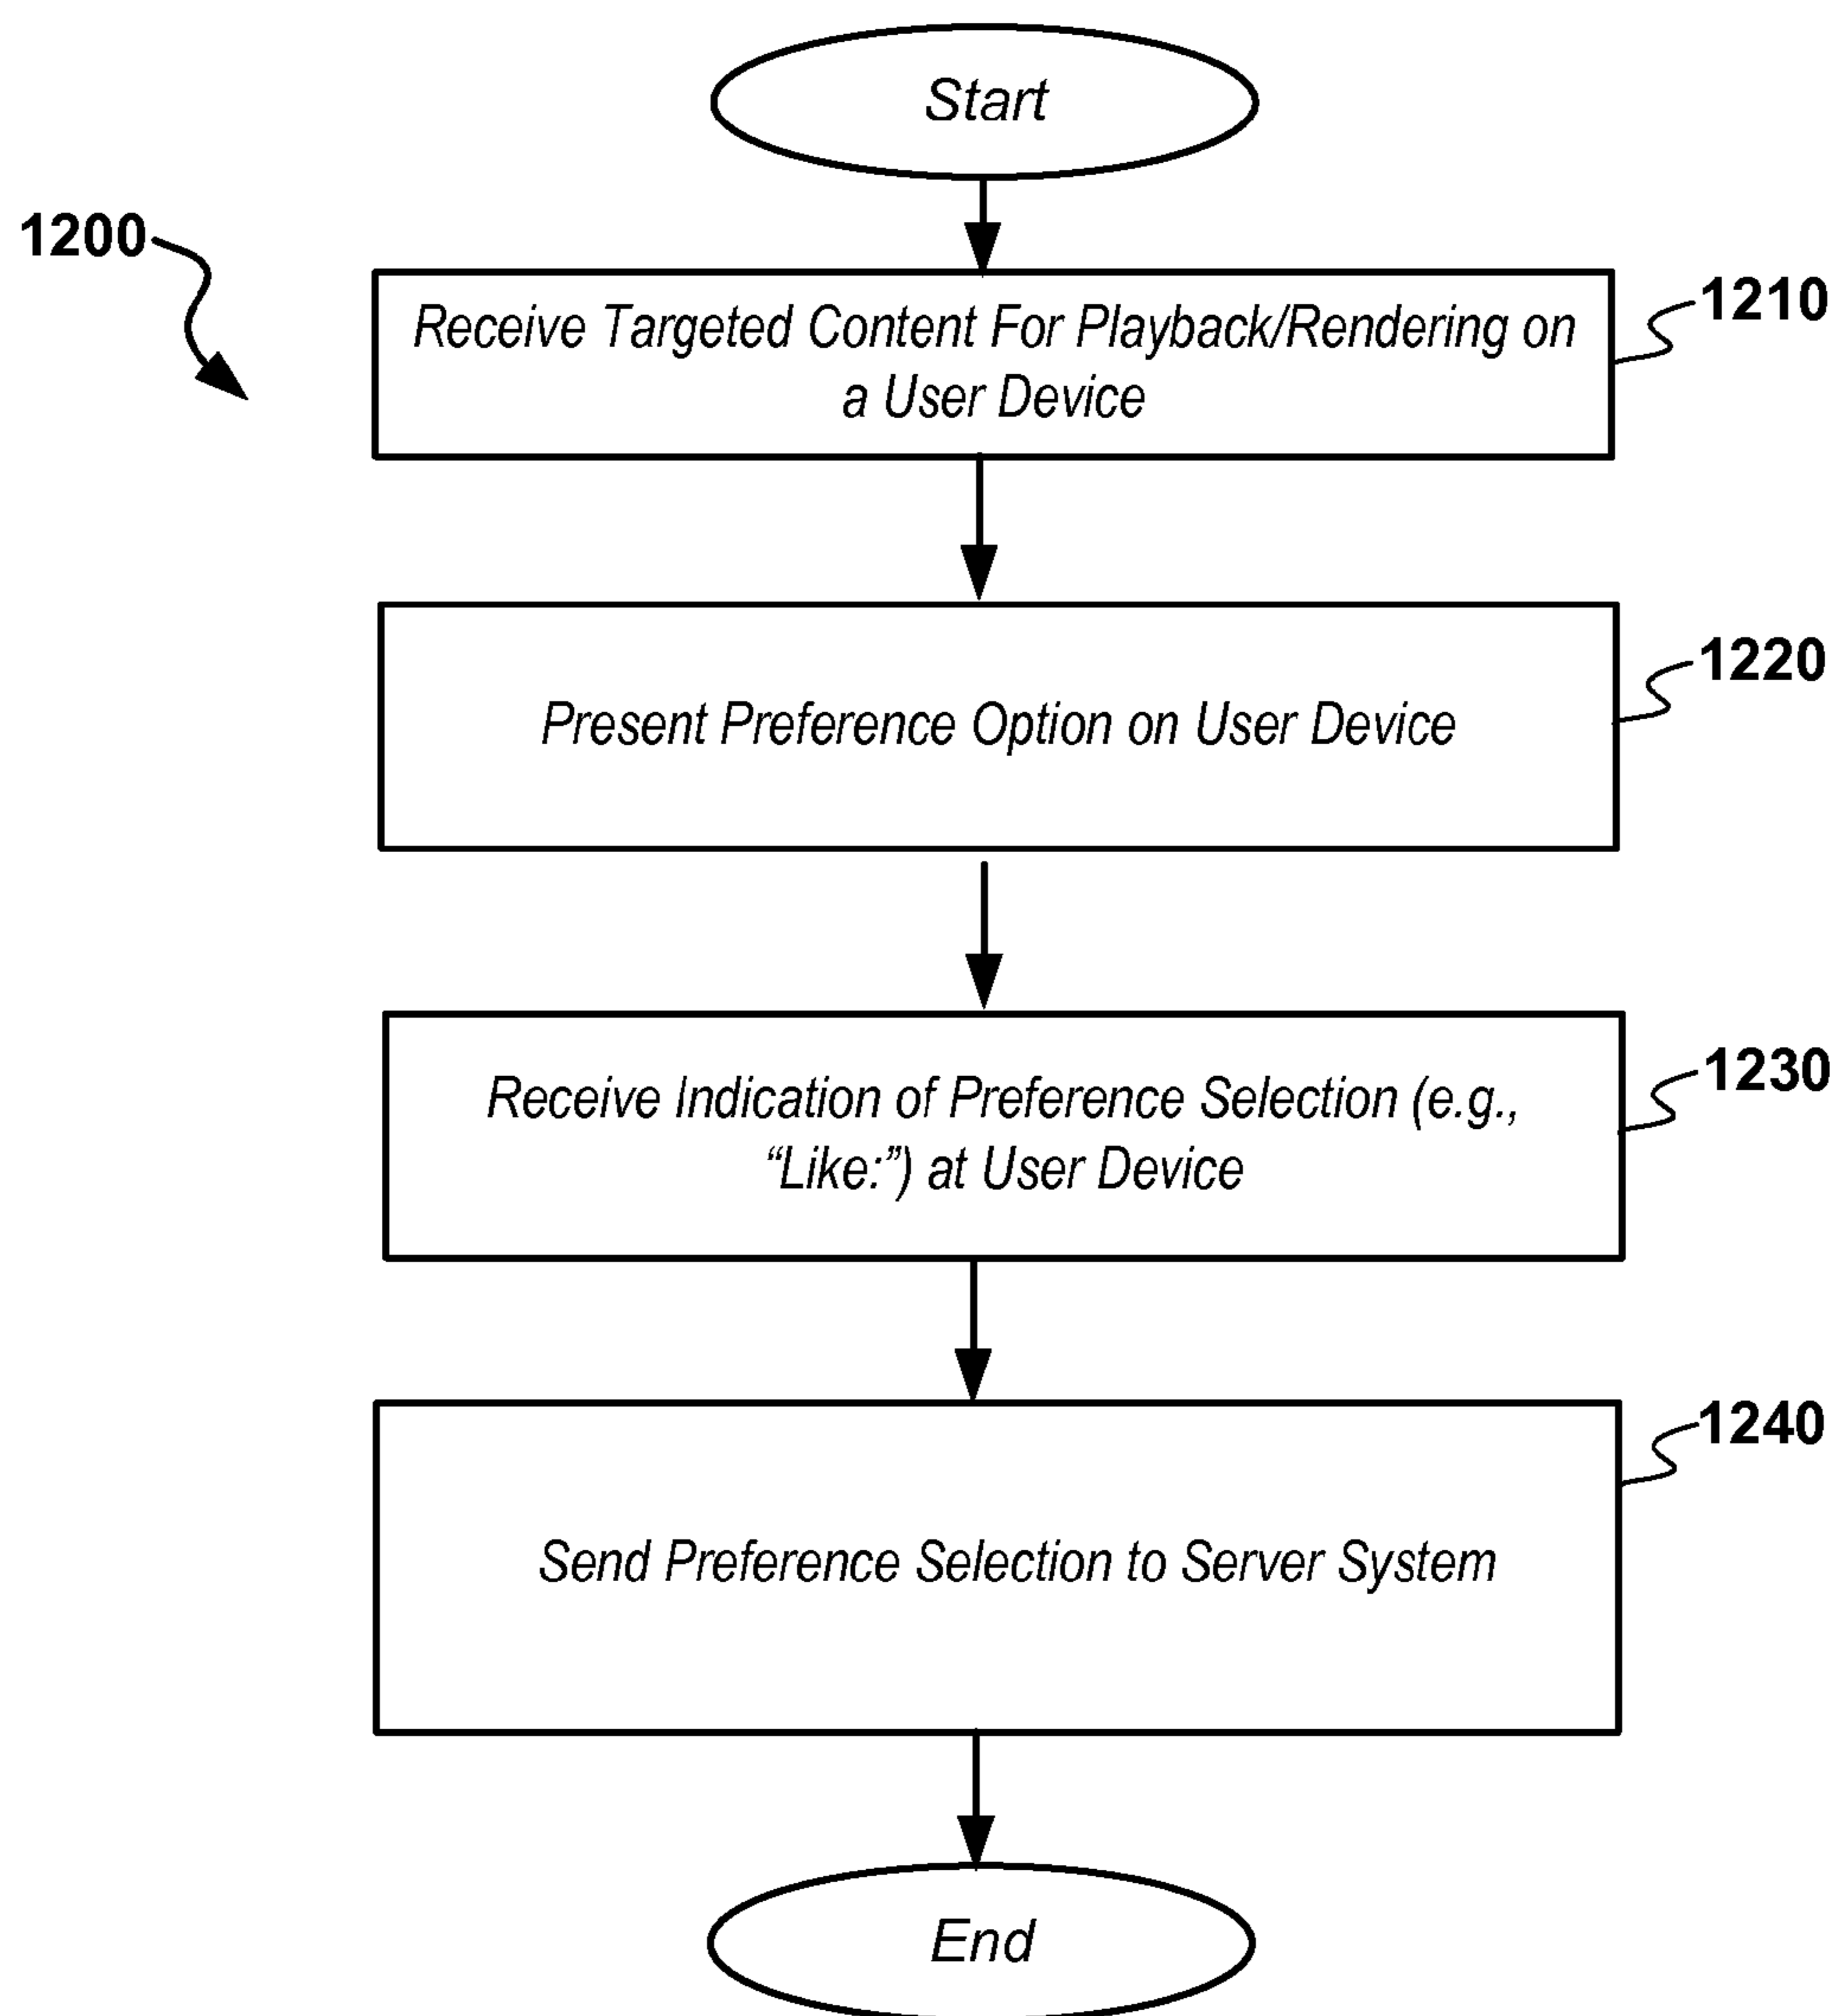 Start
1200
Receive Targeted Content For Playback/Rendering on
a User Device
1210
Present Preference Option on User Device
1220
Receive Indication of Preference Selection (e.g.,
“Like:”) at User Device
1230
Send Preference Selection to Server System
1240
End